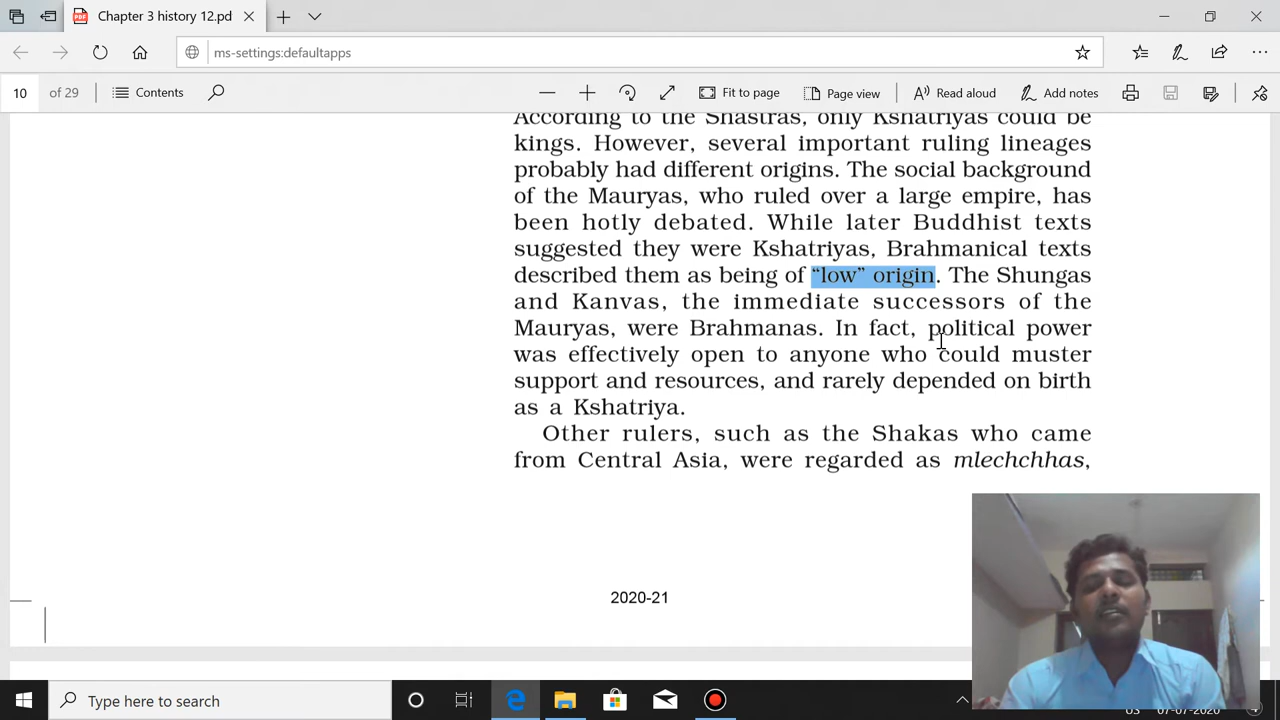 Chapter 3 history 12.pd
ms-settings:defaultapps
10 of 29 Contents Fit to page Page view Read aloud Add notes
According to the Shastras, only Kshatriyas could be
kings. However, several important ruling lineages
probably had different origins. The social background
of the Mauryas, who ruled over a large empire, has
been hotly debated. While later Buddhist texts
suggested they were Kshatriyas, Brahmanical texts
described them as being of “low” origin. The Shungas
and Kanvas, the immediate successors of the
Mauryas, were Brahmanas. In fact, political power
was effectively open to anyone who could muster
support and resources, and rarely depended on birth
as a Kshatriya.
Other rulers, such as the Shakas who came
from Central Asia, were regarded as mlechchhas,
2020-21
Type here to search
07-07-2020